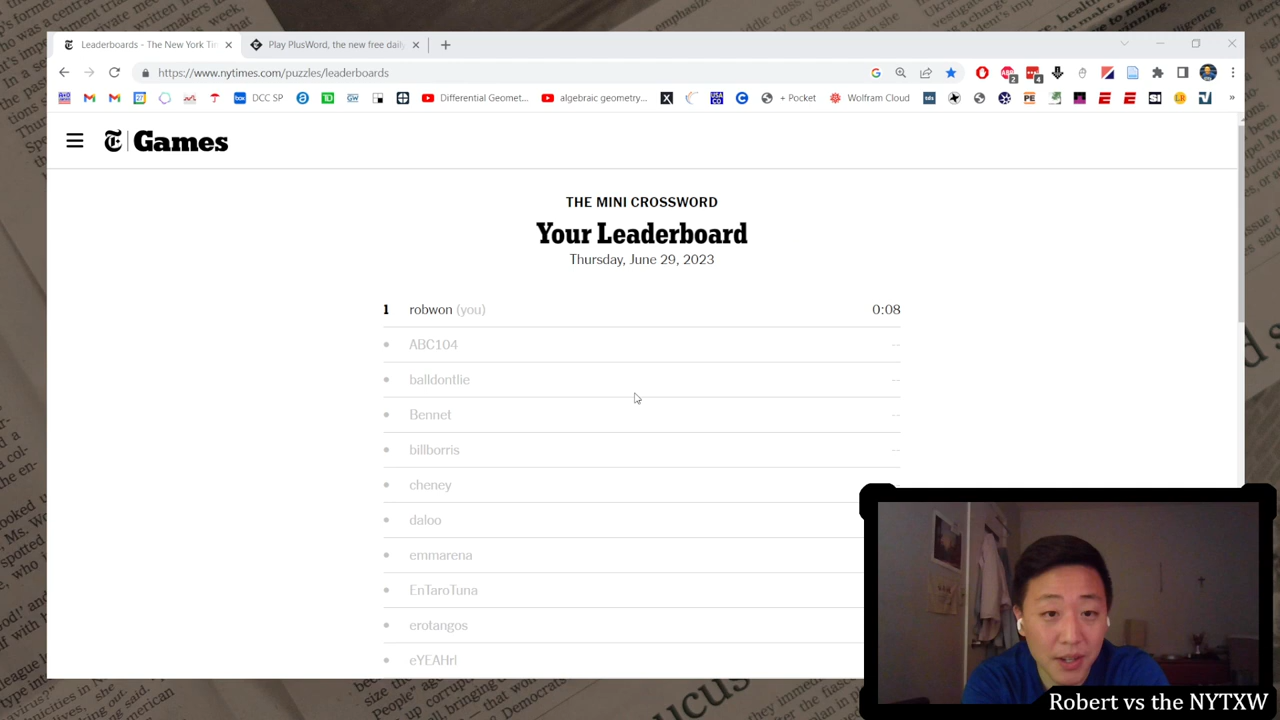 Leaderboards - The New York Tim
Play PlusWord, the new free daily
https://www.nytimes.com/puzzles/leaderboards
DCC SP
Differential Geomet...
algebraic geometry...
+ Pocket
Wolfram Cloud
Games
THE MINI CROSSWORD
Your Leaderboard
Thursday, June 29, 2023
1 robwon (you) 0:08
ABC104 --
balldontlie --
Bennet --
billborris --
cheney
daloo
emmarena
EnTaroTuna
erotangos
eYEAHrl
Robert vs the NYTXW